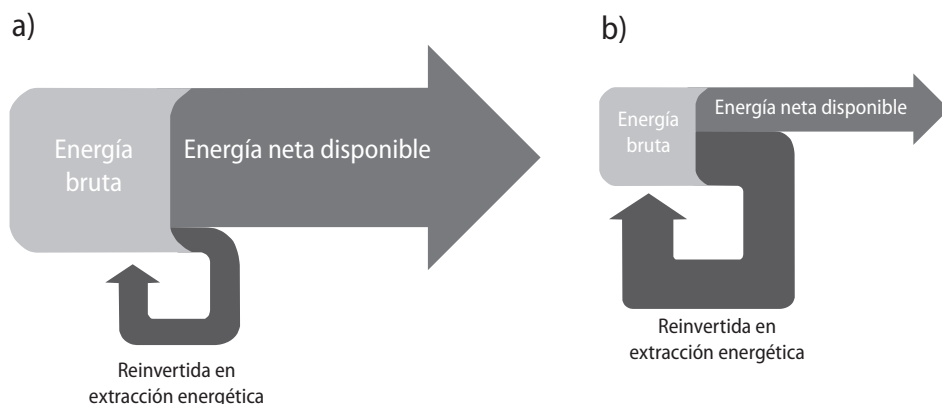 a)
Energía
bruta
Energía neta disponible
Reinvertida en
extracción energética
b)
Energía
bruta
Energía neta disponible
Reinvertida en
extracción energética